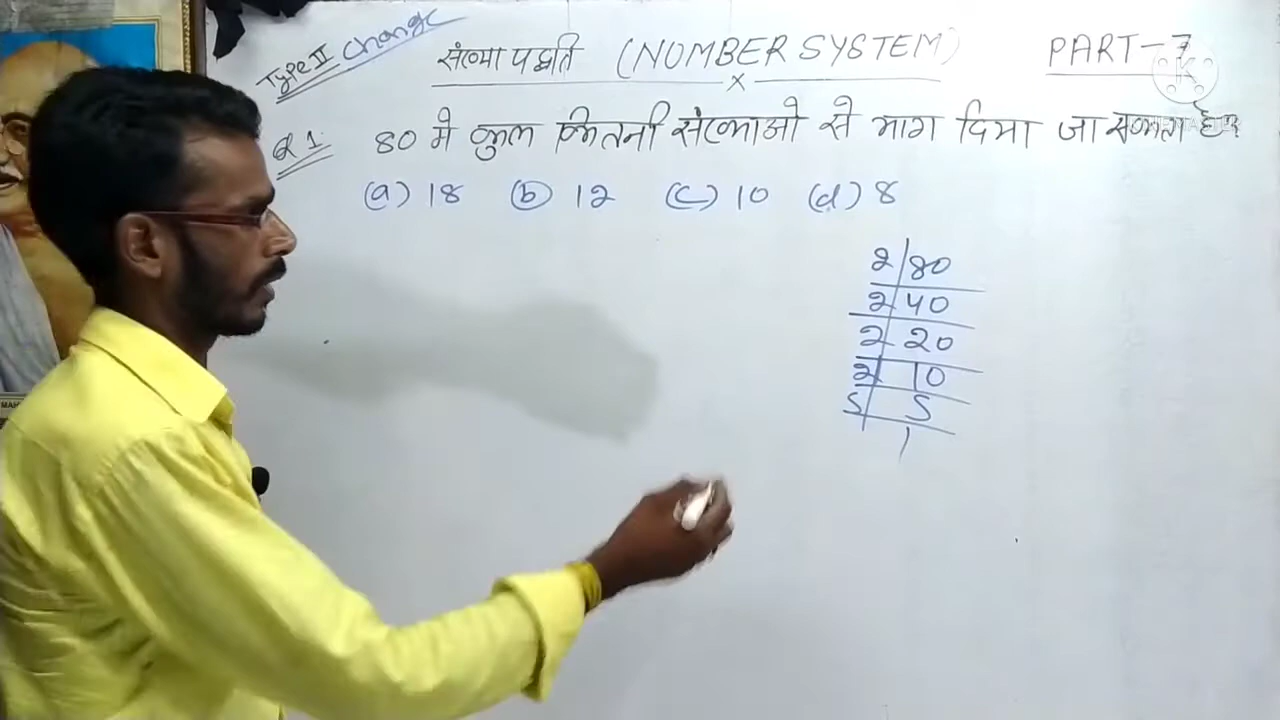 Type II Change
संख्या पद्धति (NUMBER SYSTEM) PART-7
x
Q 1. 80 मे कुल कितनी संख्याओ से भाग दिया जा सकता है?
(a) 18 (b) 12 (c) 10 (d) 8
2 80
2 40
2 20
2 10
5 5
1